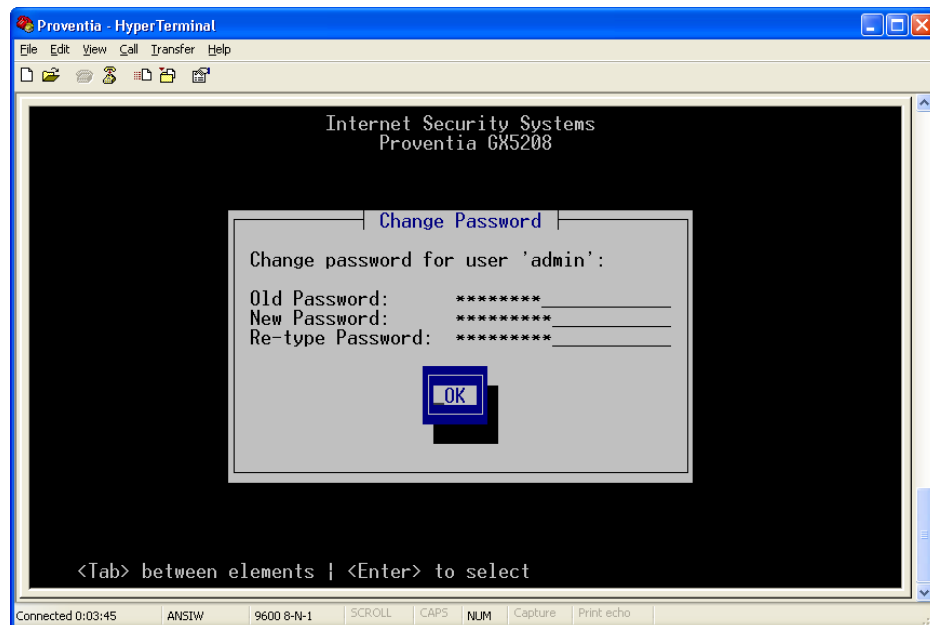 Proventia - HyperTerminal
File Edit View Call Transfer Help
Internet Security Systems
Proventia GX5208
Change Password
Change password for user 'admin':
Old Password: ********
New Password: *********
Re-type Password: *********
OK
<Tab> between elements | <Enter> to select
Connected 0:03:45 ANSIW 9600 8-N-1 SCROLL CAPS NUM Capture Print echo